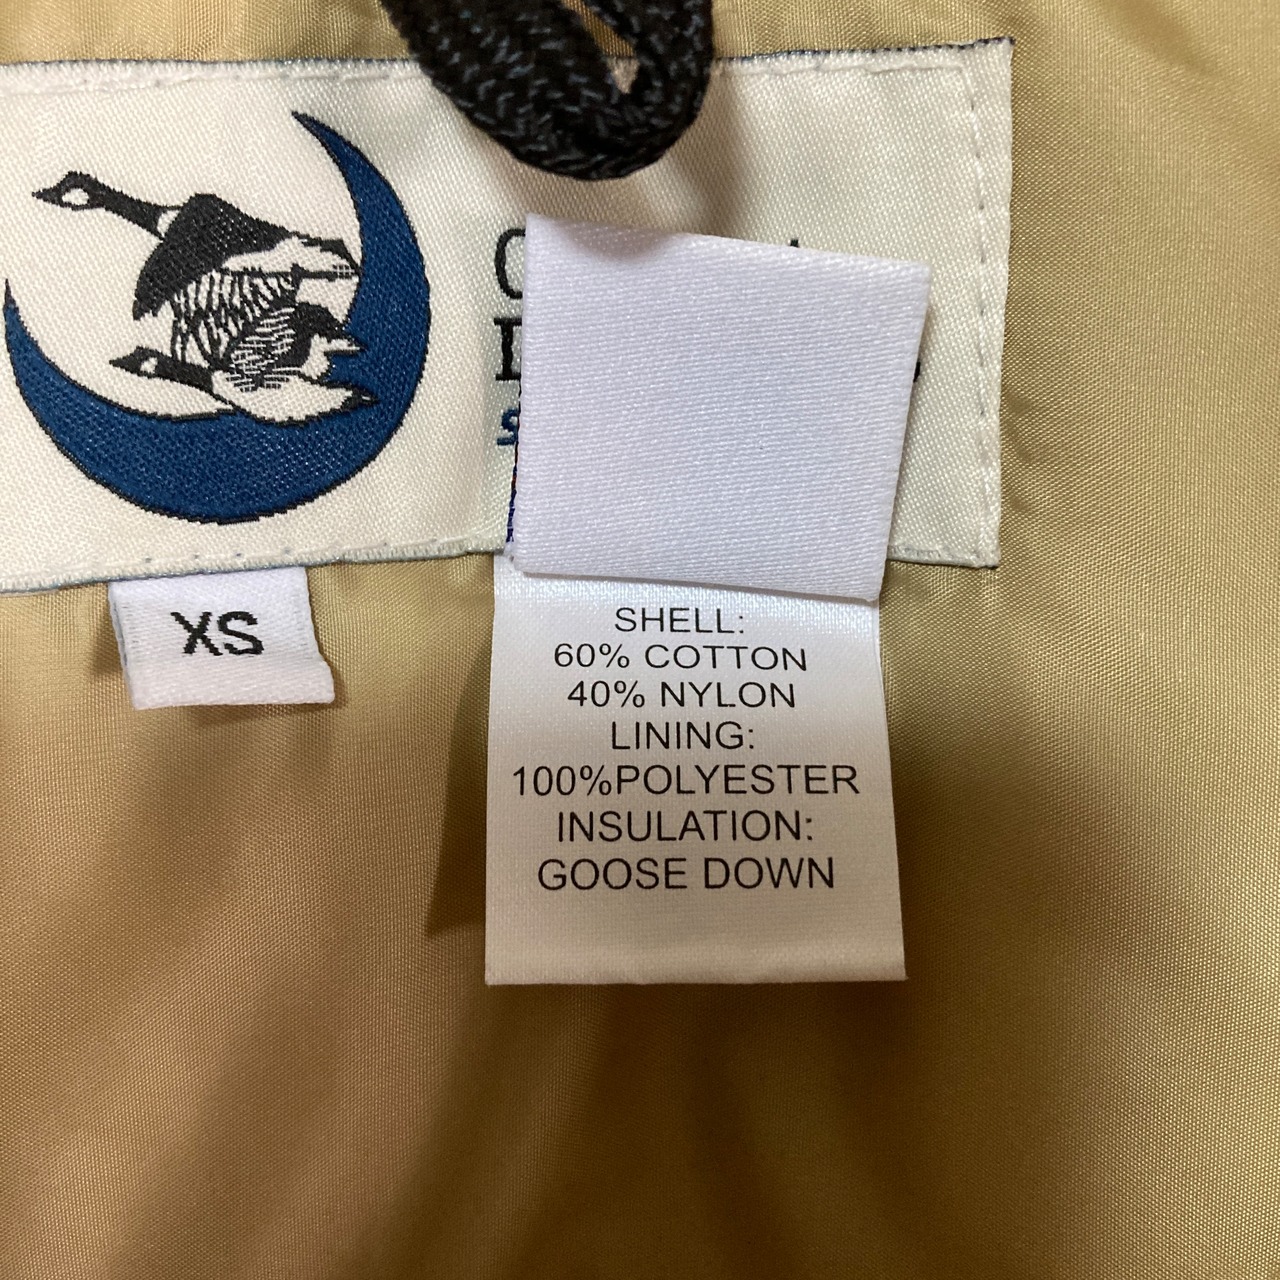 XS
SHELL:
60% COTTON
40% NYLON
LINING:
100%POLYESTER
INSULATION:
GOOSE DOWN